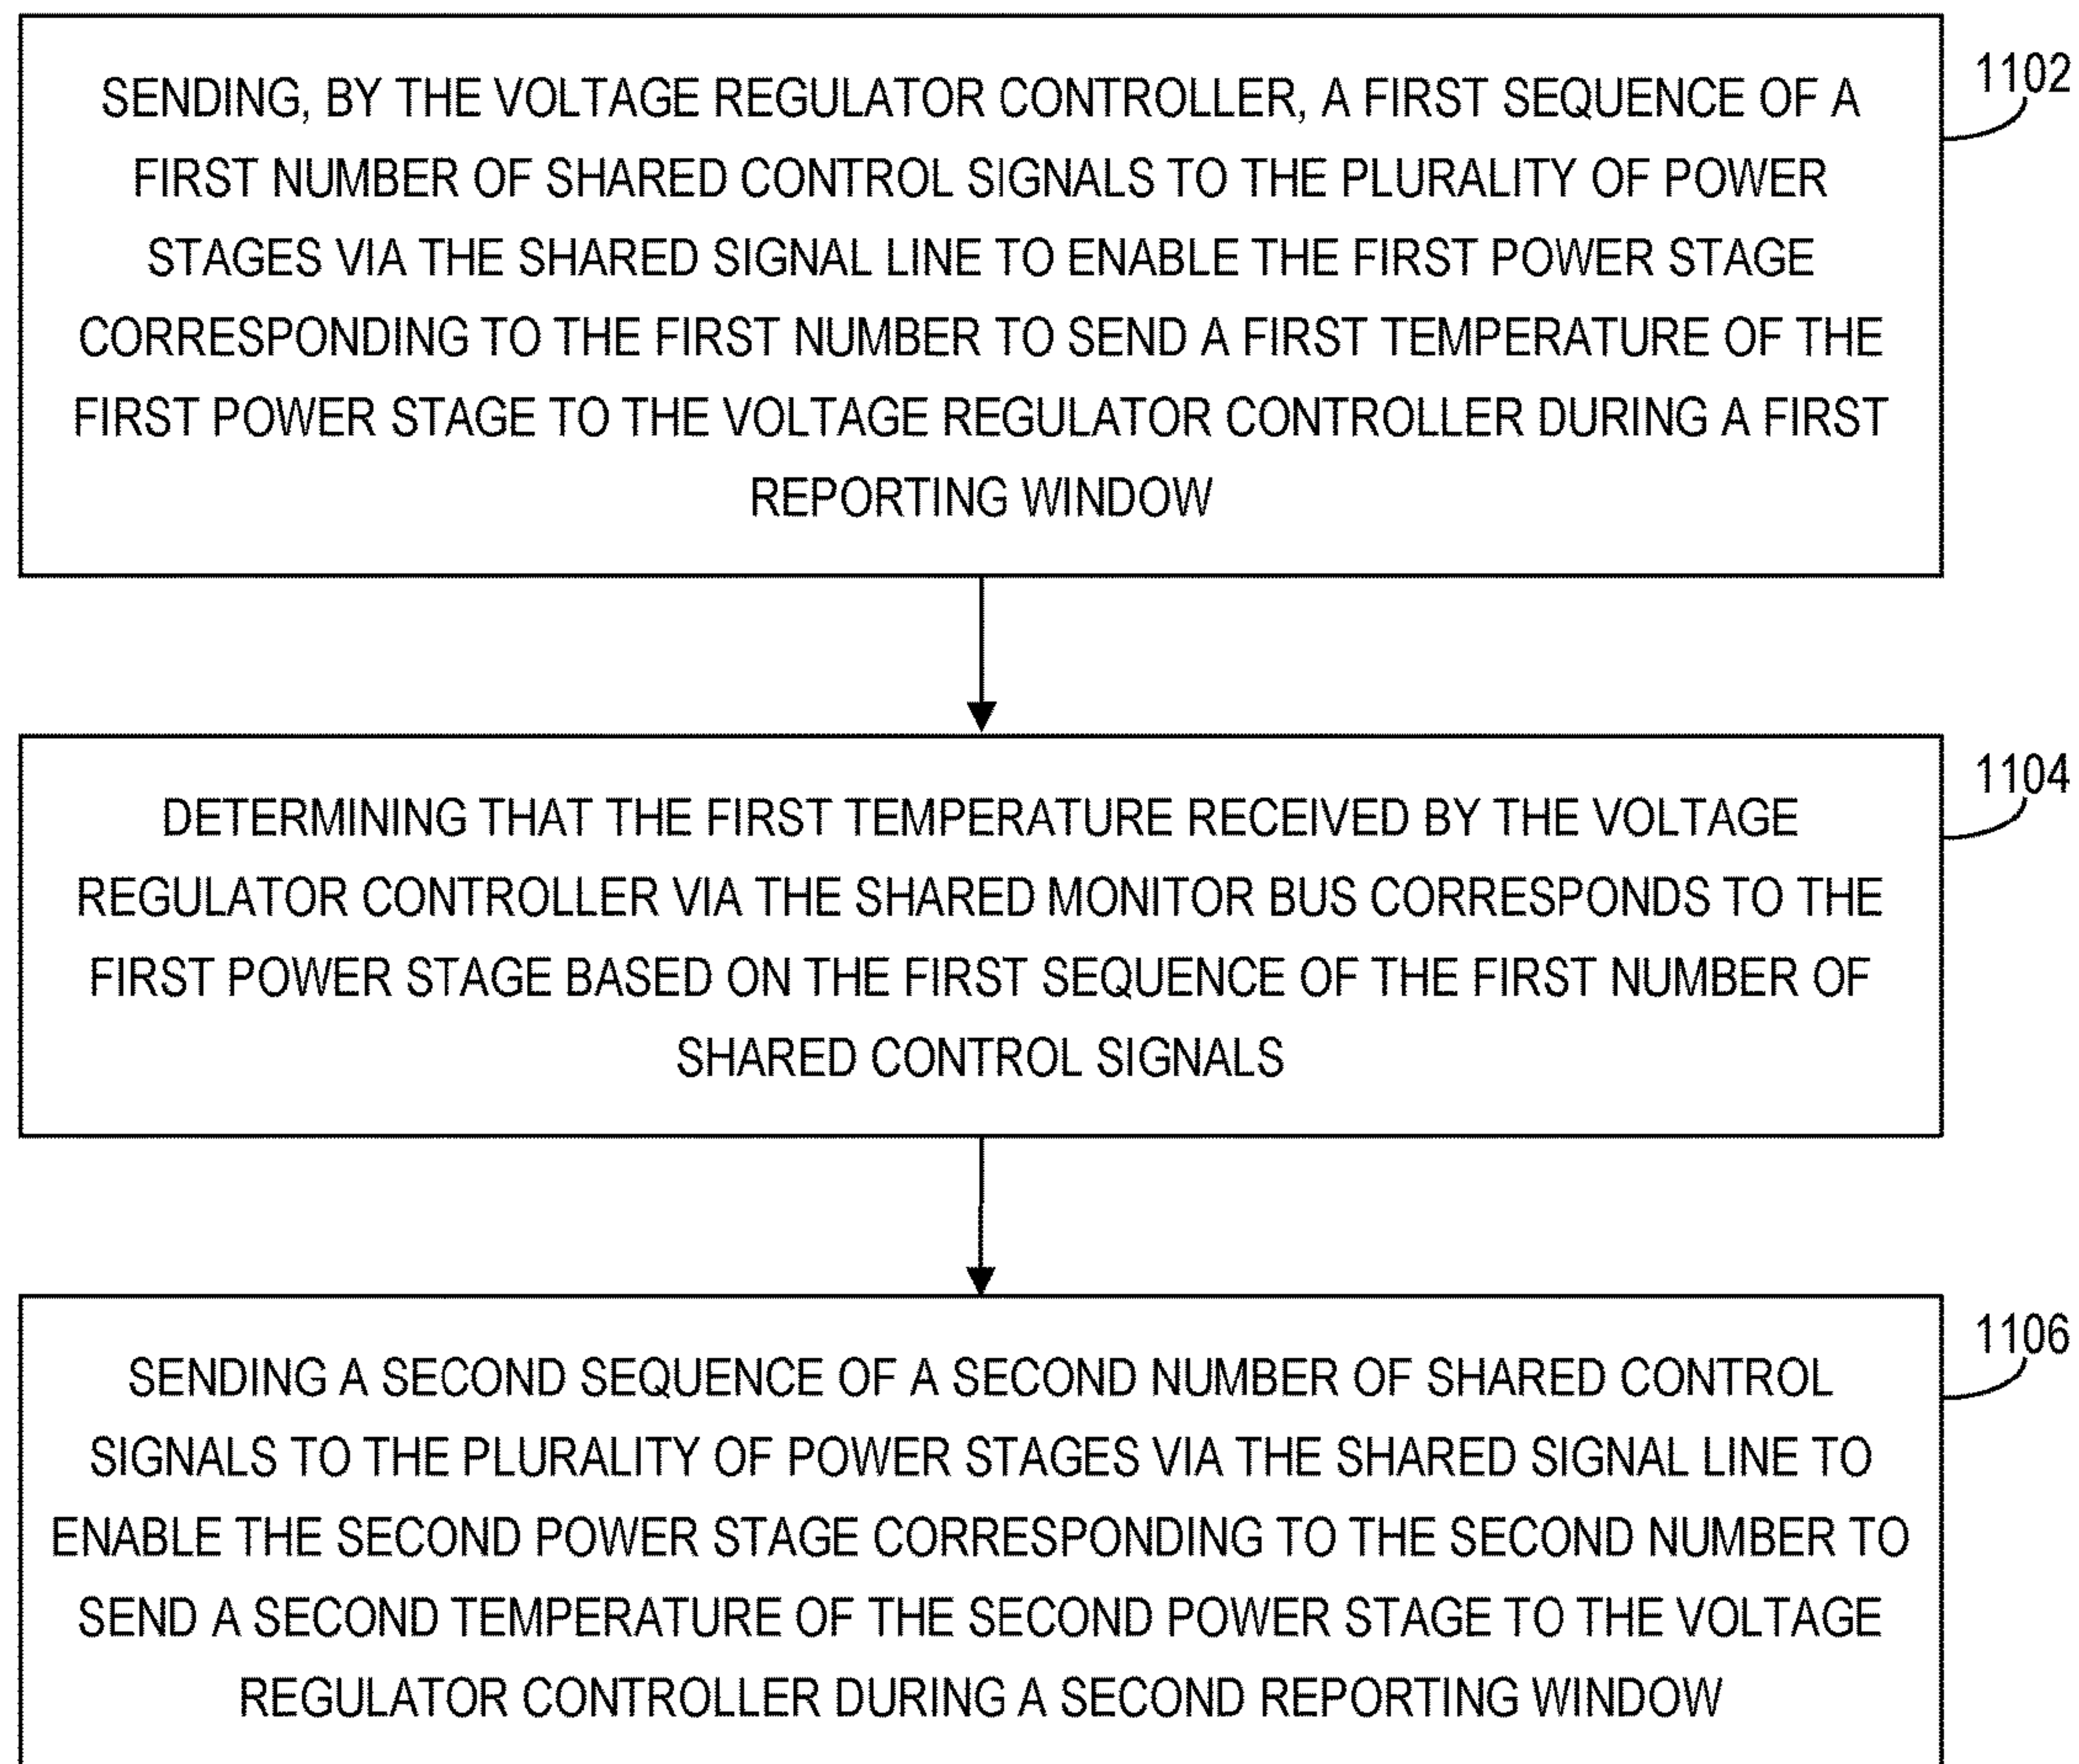 SENDING, BY THE VOLTAGE REGULATOR CONTROLLER, A FIRST SEQUENCE OF A
FIRST NUMBER OF SHARED CONTROL SIGNALS TO THE PLURALITY OF POWER
STAGES VIA THE SHARED SIGNAL LINE TO ENABLE THE FIRST POWER STAGE
CORRESPONDING TO THE FIRST NUMBER TO SEND A FIRST TEMPERATURE OF THE
FIRST POWER STAGE TO THE VOLTAGE REGULATOR CONTROLLER DURING A FIRST
REPORTING WINDOW
1102
DETERMINING THAT THE FIRST TEMPERATURE RECEIVED BY THE VOLTAGE
REGULATOR CONTROLLER VIA THE SHARED MONITOR BUS CORRESPONDS TO THE
FIRST POWER STAGE BASED ON THE FIRST SEQUENCE OF THE FIRST NUMBER OF
SHARED CONTROL SIGNALS
1104
SENDING A SECOND SEQUENCE OF A SECOND NUMBER OF SHARED CONTROL
SIGNALS TO THE PLURALITY OF POWER STAGES VIA THE SHARED SIGNAL LINE TO
ENABLE THE SECOND POWER STAGE CORRESPONDING TO THE SECOND NUMBER TO
SEND A SECOND TEMPERATURE OF THE SECOND POWER STAGE TO THE VOLTAGE
REGULATOR CONTROLLER DURING A SECOND REPORTING WINDOW
1106